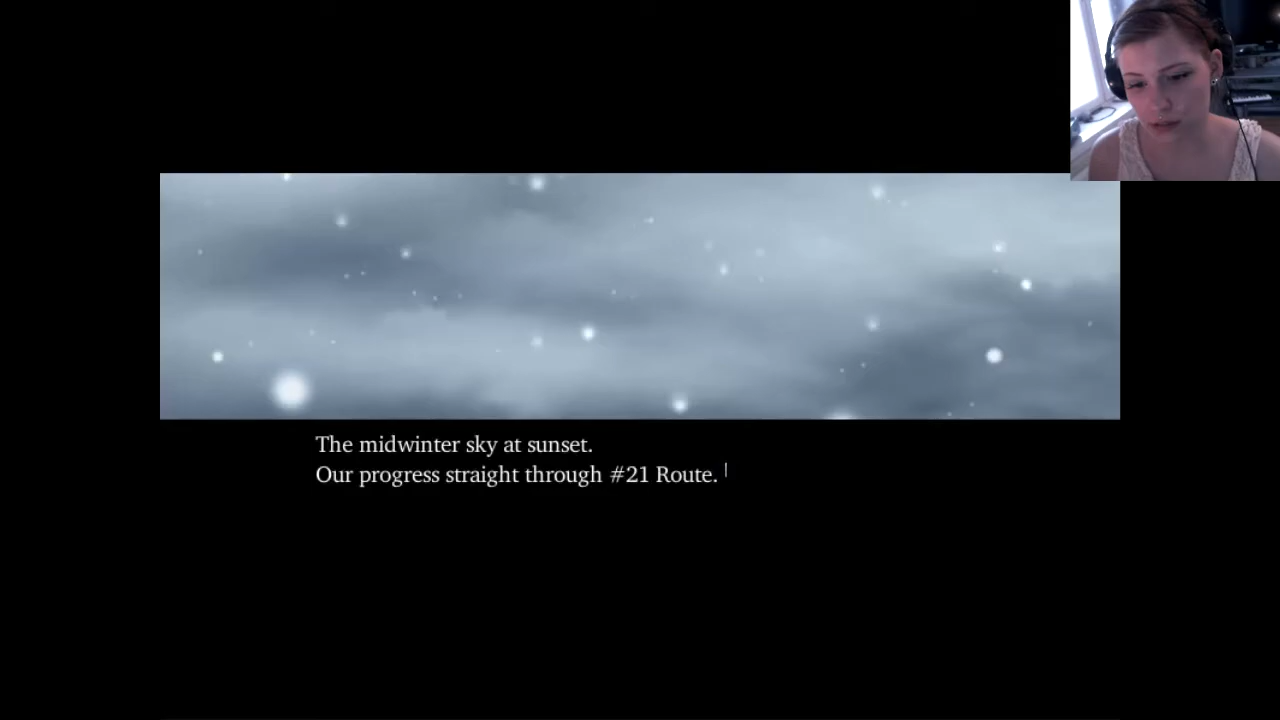 The midwinter sky at sunset.
Our progress straight through #21 Route.